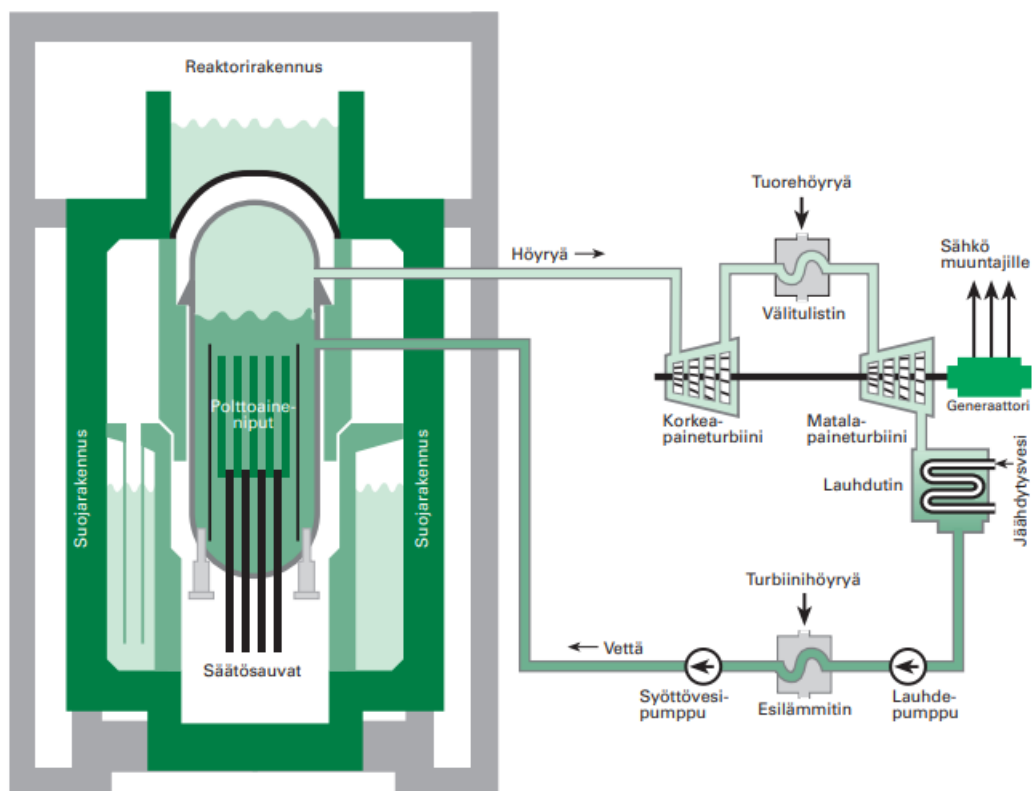 Reaktorirakennus
Tuorehöyryä
Sähkö
muuntajille
Höyryä
Välitulistin
Polttoaine-
niput
Korkea-
paineturbiini
Matala-
paineturbiini
Generaattori
Suojarakennus
Suojarakennus
Lauhdutin
Jäähdytysvesi
Turbiinihöyryä
Vettä
Säätösauvat
Syöttövesi-
pumppu
Esilämmitin
Lauhde-
pumppu